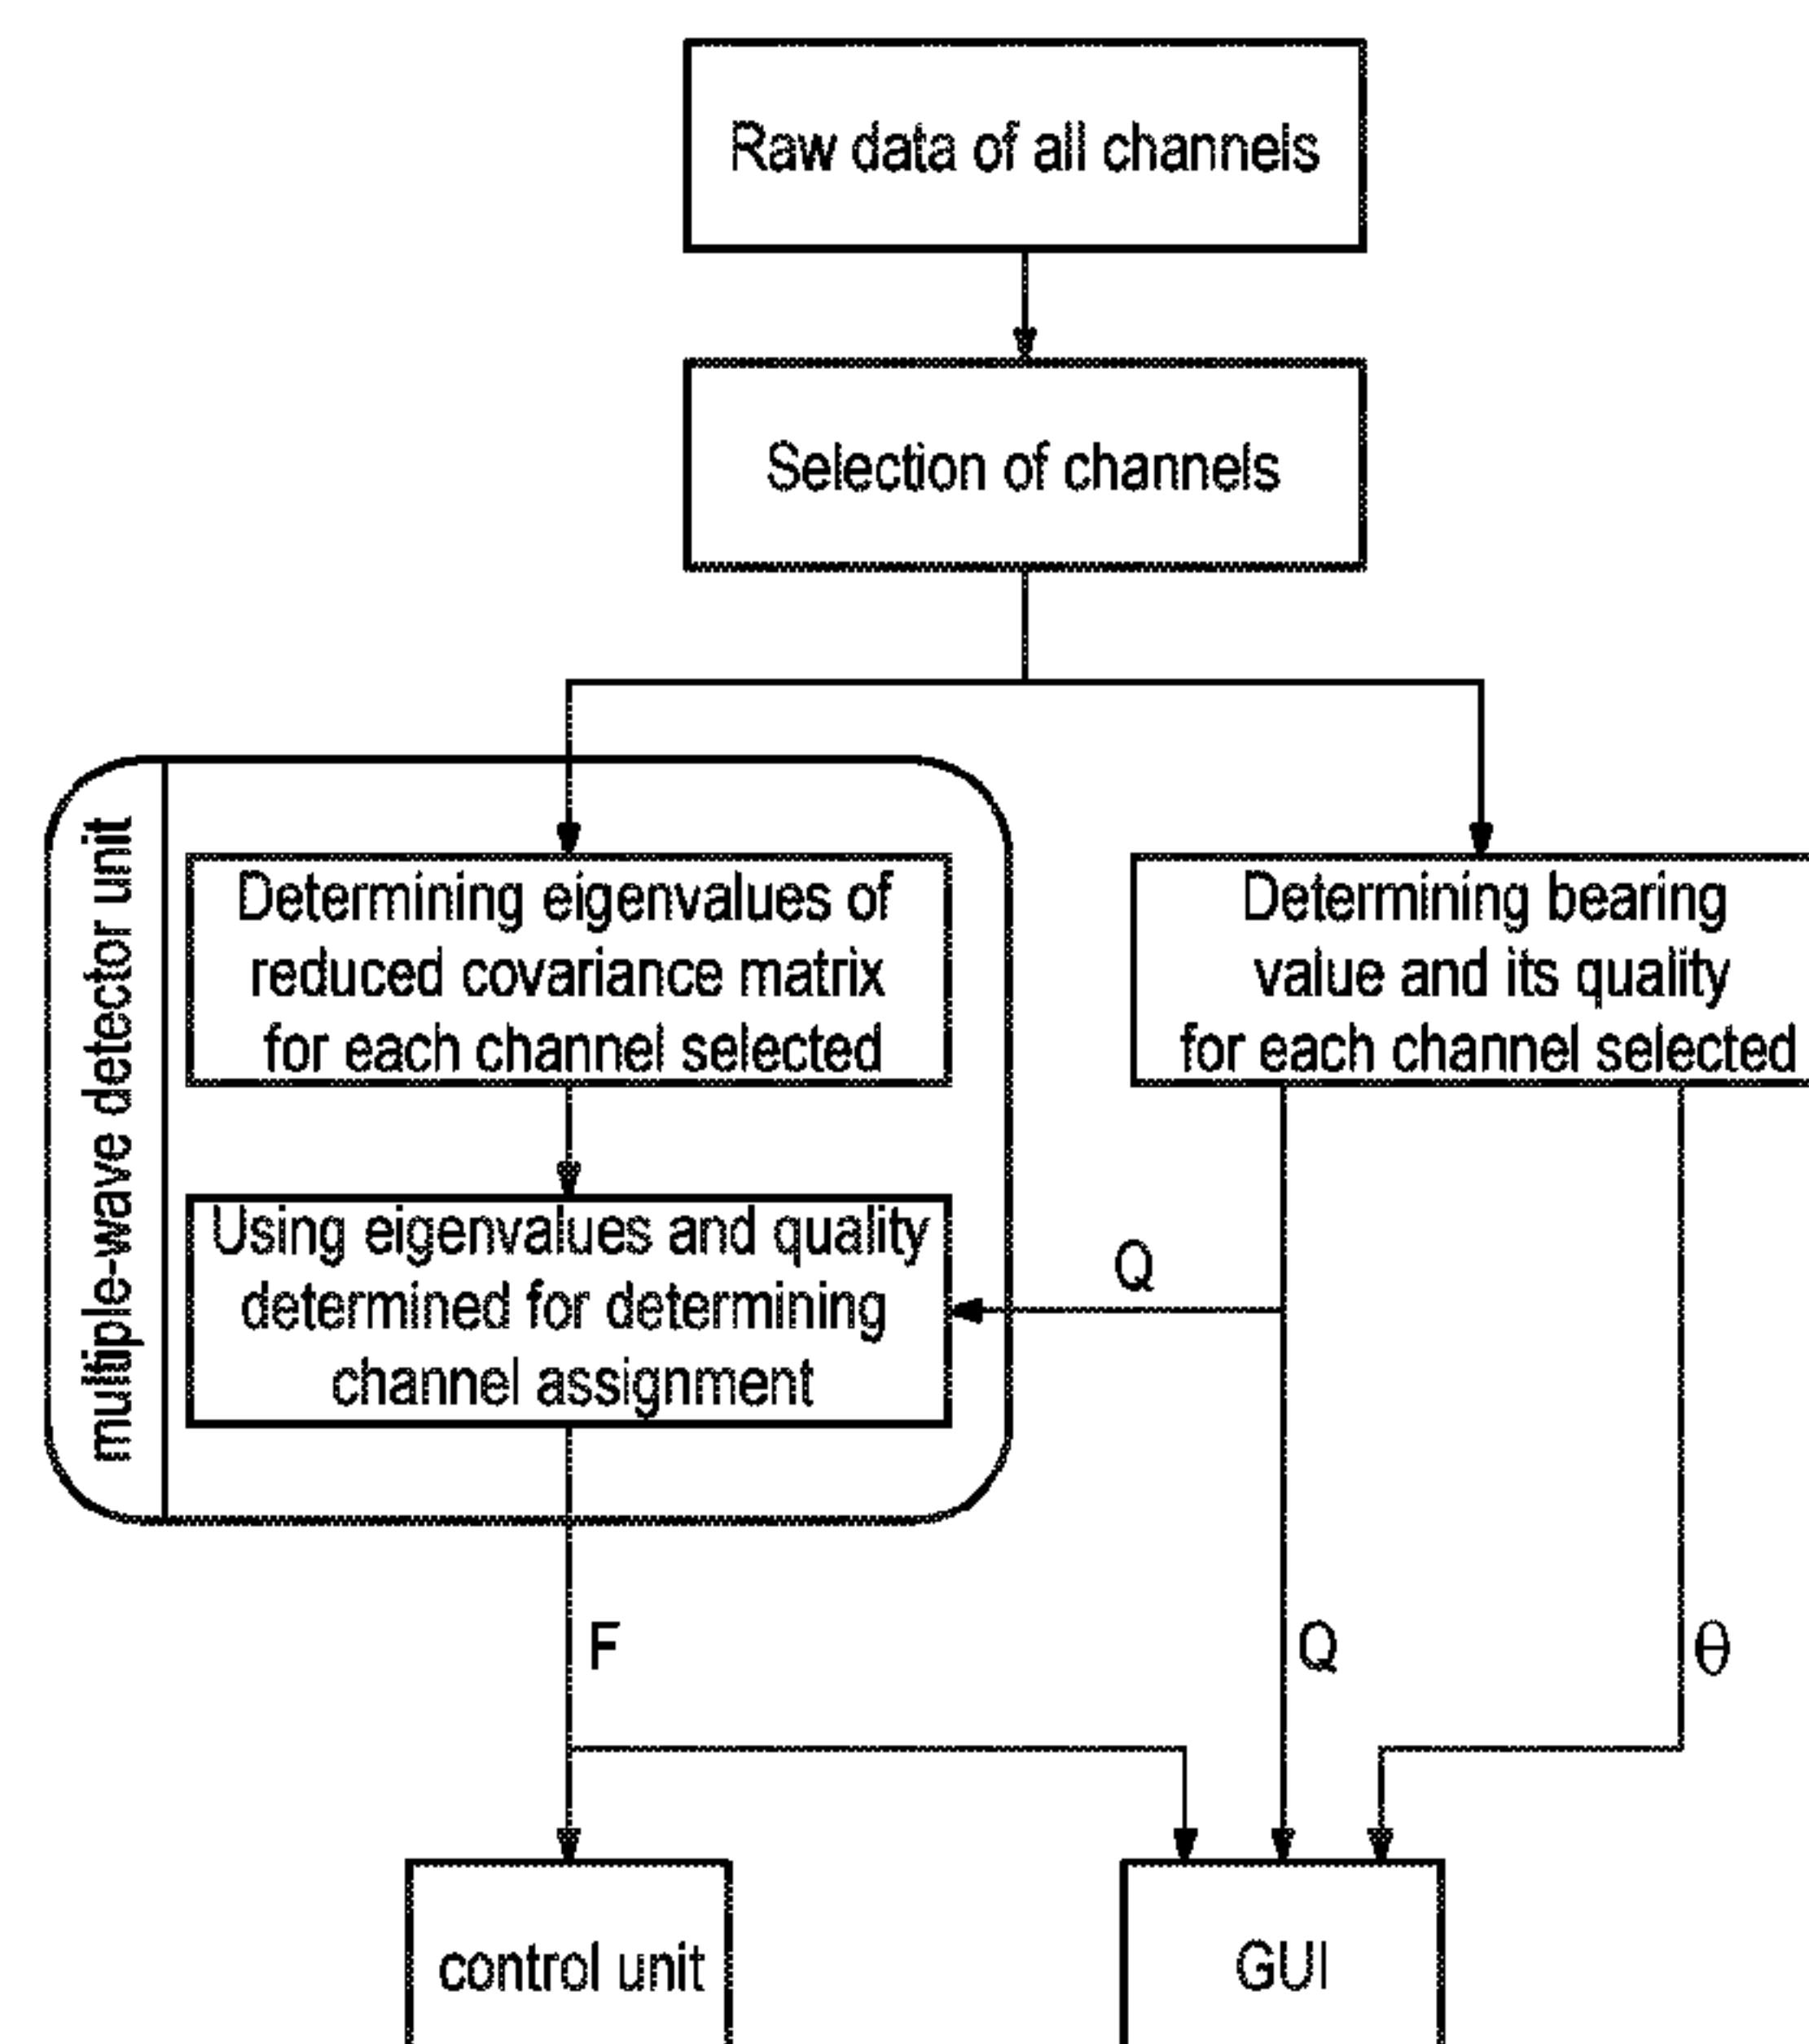 Raw data of all channels
Selection of channels
multiple-wave detector unit
Determining eigenvalues of
reduced covariance matrix
for each channel selected
Determining bearing
value and its quality
for each channel selected
Using eigenvalues and quality
determined for determining
channel assignment
Q
F
Q
θ
control unit
GUI